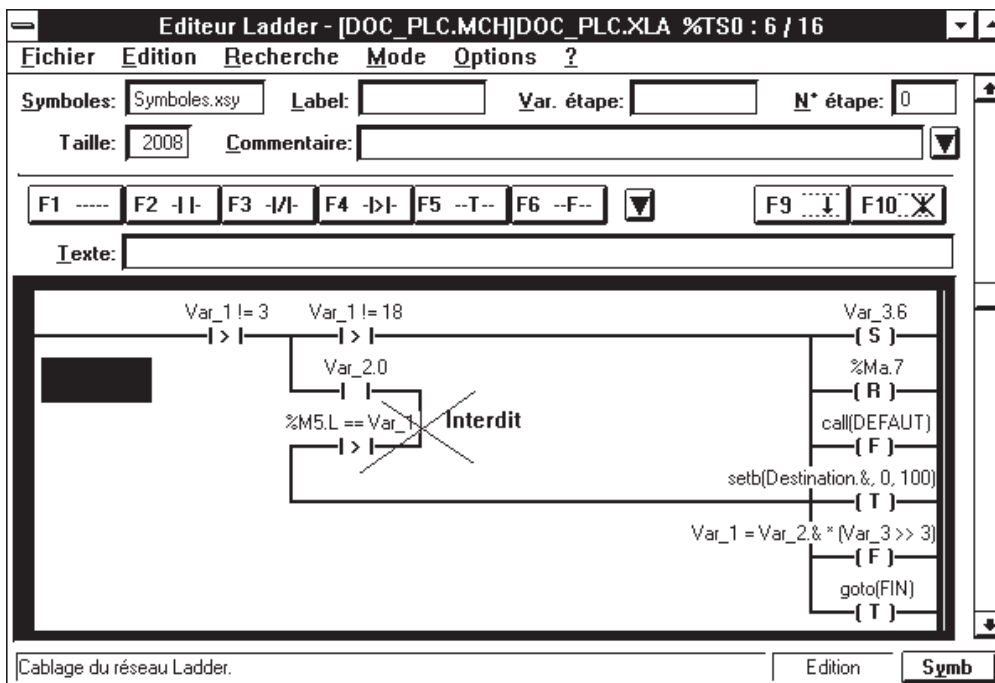 Editeur Ladder - [DOC_PLC.MCH]DOC_PLC.XLA %TS0 : 6 / 16
Fichier Edition Recherche Mode Options ?
Symboles: Symboles.xsy Label: Var. étape: N° étape: 0
Taille: 2008 Commentaire:
F1 ----- F2 -| |- F3 -|/|- F4 -|>|- F5 --T-- F6 --F-- F9 F10
Texte:
Var_1 != 3 Var_1 != 18 Var_3.6
>  > ( S )
Var_2.0 %Ma.7
( R )
%M5.L == Var_1 Interdit call(DEFAUT)
> ( F )
setb(Destination.&, 0, 100)
( T )
Var_1 = Var_2.& * (Var_3 >> 3)
( F )
goto(FIN)
( T )
Cablage du réseau Ladder. Edition Symb